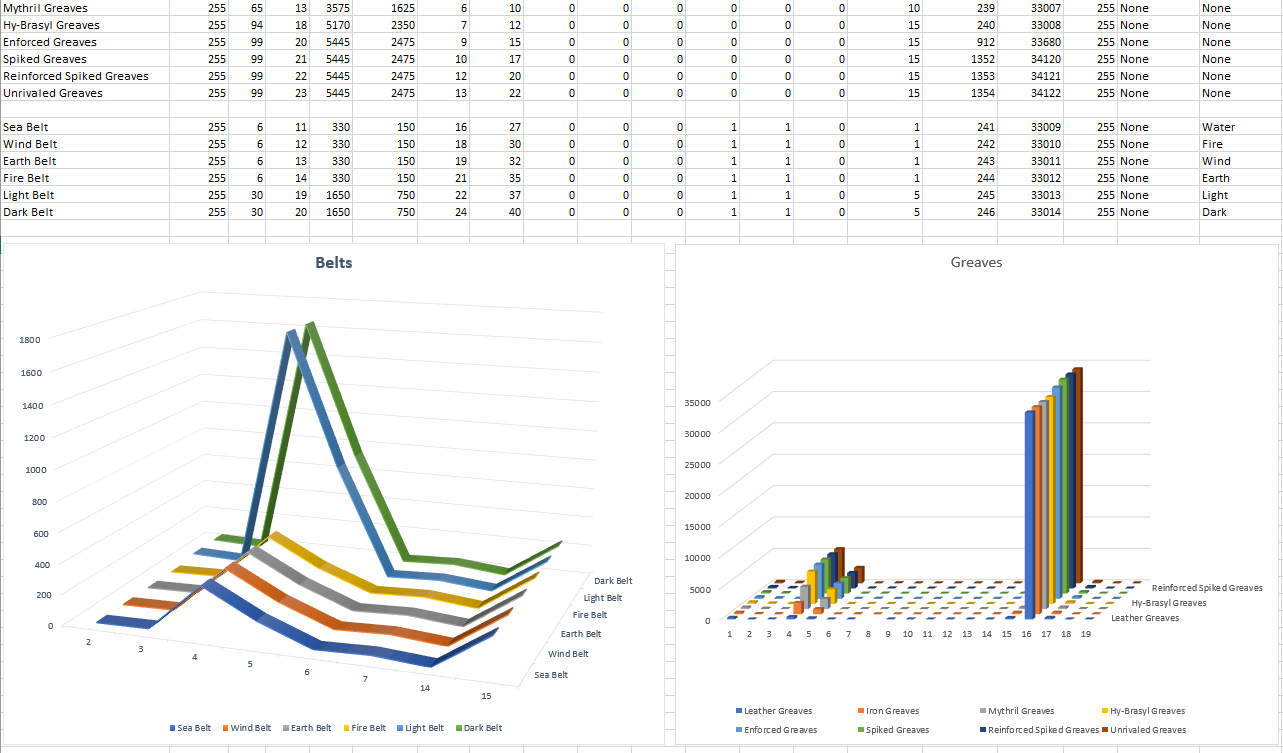 Mythril Greaves 255 65 13 3575 1625 6 10 0 0 0 0 0 0 10 239 33007 255 None None
Hy-Brasyl Greaves 255 94 18 5170 2350 7 12 0 0 0 0 0 0 15 240 33008 255 None None
Enforced Greaves 255 99 20 5445 2475 9 15 0 0 0 0 0 0 15 912 33680 255 None None
Spiked Greaves 255 99 21 5445 2475 10 17 0 0 0 0 0 0 15 1352 34120 255 None None
Reinforced Spiked Greaves 255 99 22 5445 2475 12 20 0 0 0 0 0 0 15 1353 34121 255 None None
Unrivaled Greaves 255 99 23 5445 2475 13 22 0 0 0 0 0 0 15 1354 34122 255 None None
Sea Belt 255 6 11 330 150 16 27 0 0 0 1 1 0 1 241 33009 255 None Water
Wind Belt 255 6 12 330 150 18 30 0 0 0 1 1 0 1 242 33010 255 None Fire
Earth Belt 255 6 13 330 150 19 32 0 0 0 1 1 0 1 243 33011 255 None Wind
Fire Belt 255 6 14 330 150 21 35 0 0 0 1 1 0 1 244 33012 255 None Earth
Light Belt 255 30 19 1650 750 22 37 0 0 0 1 1 0 5 245 33013 255 None Light
Dark Belt 255 30 20 1650 750 24 40 0 0 0 1 1 0 5 246 33014 255 None Dark
Belts
1800
1600
1400
1200
1000
800
600
400
200
0
2 3 4 5 6 7 14 15
Dark Belt
Light Belt
Fire Belt
Earth Belt
Wind Belt
Sea Belt
Sea Belt Wind Belt Earth Belt Fire Belt Light Belt Dark Belt
Greaves
35000
30000
25000
20000
15000
10000
5000
0
1 2 3 4 5 6 7 8 9 10 11 12 13 14 15 16 17 18 19
Reinforced Spiked Greaves
Hy-Brasyl Greaves
Leather Greaves
Leather Greaves Iron Greaves Mythril Greaves Hy-Brasyl Greaves
Enforced Greaves Spiked Greaves Reinforced Spiked Greaves Unrivaled Greaves